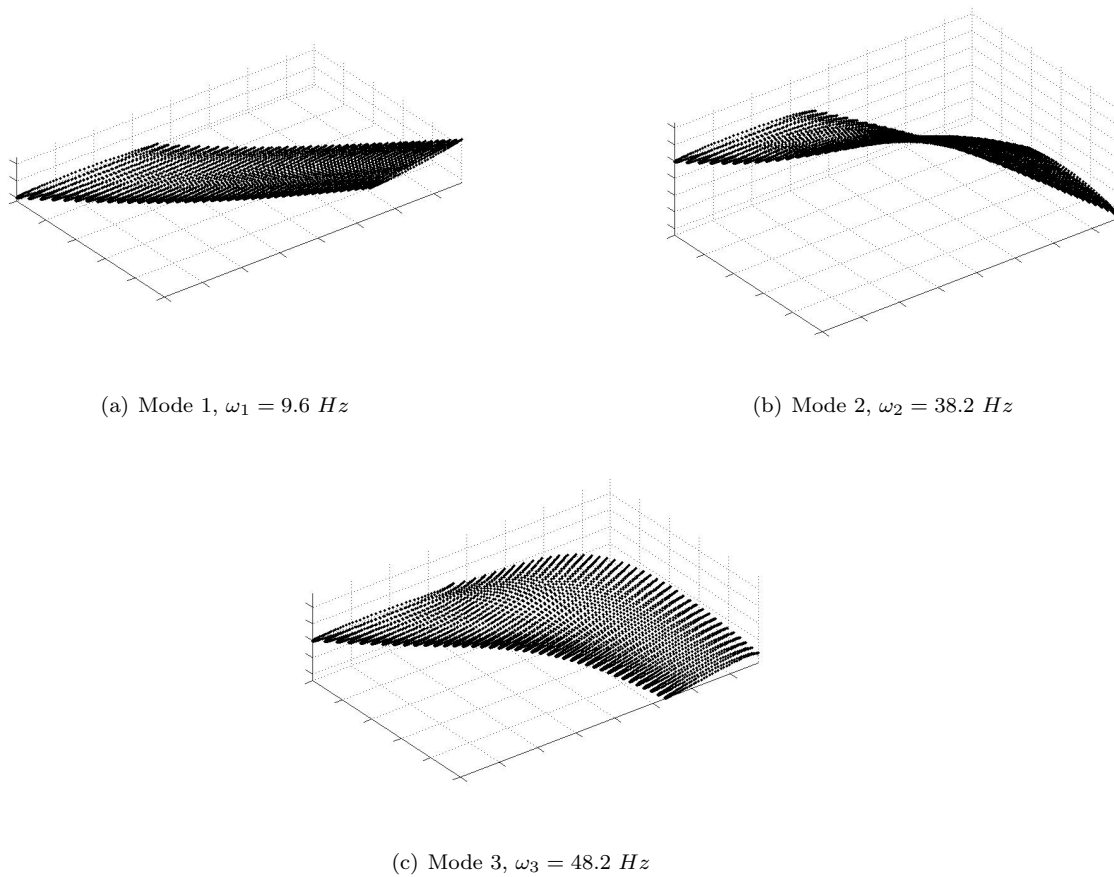 (a) Mode 1, ω₁ = 9.6 Hz
(b) Mode 2, ω₂ = 38.2 Hz
(c) Mode 3, ω₃ = 48.2 Hz